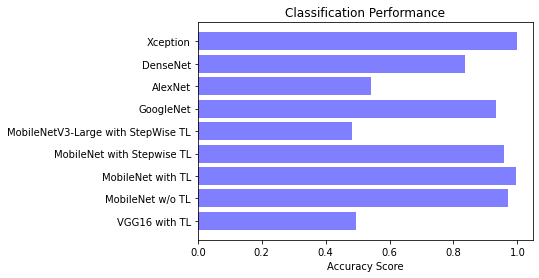 Classification Performance
Xception
DenseNet
AlexNet
GoogleNet
MobileNetV3-Large with StepWise TL
MobileNet with Stepwise TL
MobileNet with TL
MobileNet w/o TL
VGG16 with TL
0.0 0.2 0.4 0.6 0.8 1.0
Accuracy Score